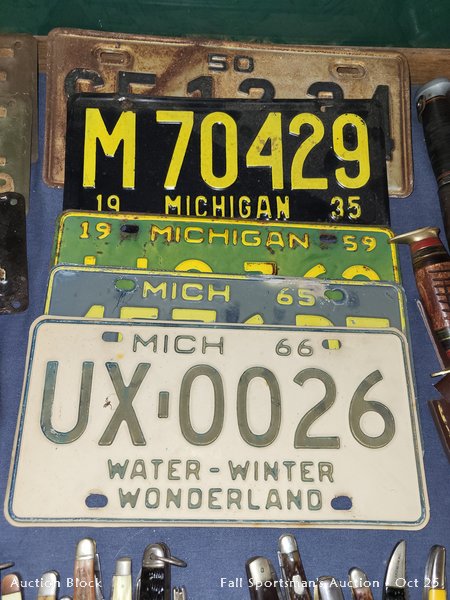 50
M 70429
19 MICHIGAN 35
19 MICHIGAN 59
MICH 65
MICH 66
UX-0026
WATER-WINTER
WONDERLAND
Auction Block
Fall Sportsman's Auction - Oct 25